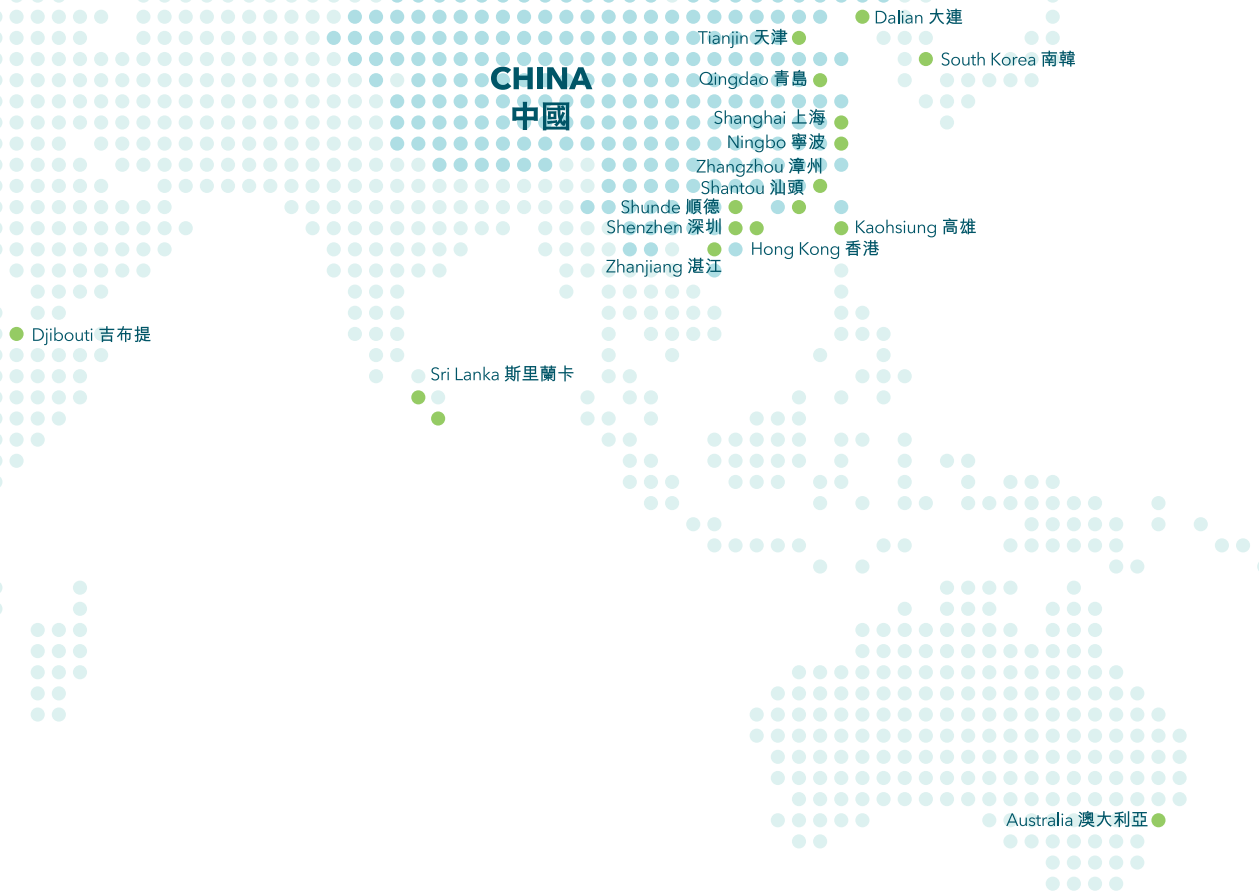 Dalian 大連
Tianjin 天津
South Korea 南韓
CHINA
中國
Qingdao 青島
Shanghai 上海
Ningbo 寧波
Zhangzhou 漳州
Shantou 汕頭
Shunde 順德
Shenzhen 深圳
Kaohsiung 高雄
Hong Kong 香港
Zhanjiang 湛江
Djibouti 吉布提
Sri Lanka 斯里蘭卡
Australia 澳大利亞